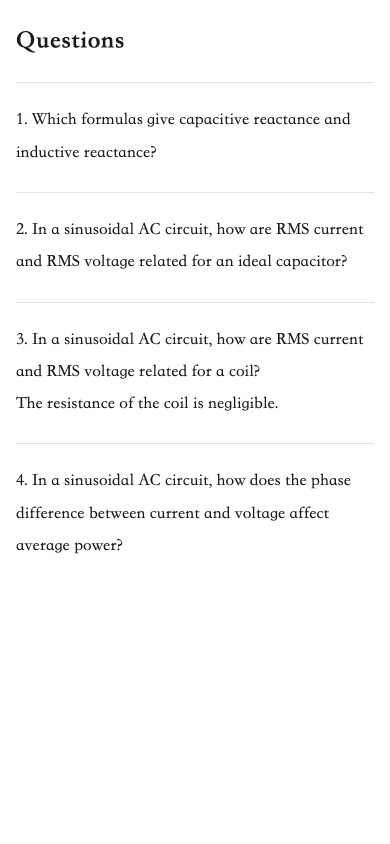 Questions
1. Which formulas give capacitive reactance and
inductive reactance?
2. In a sinusoidal AC circuit, how are RMS current
and RMS voltage related for an ideal capacitor?
3. In a sinusoidal AC circuit, how are RMS current
and RMS voltage related for a coil?
The resistance of the coil is negligible.
4. In a sinusoidal AC circuit, how does the phase
difference between current and voltage affect
average power?